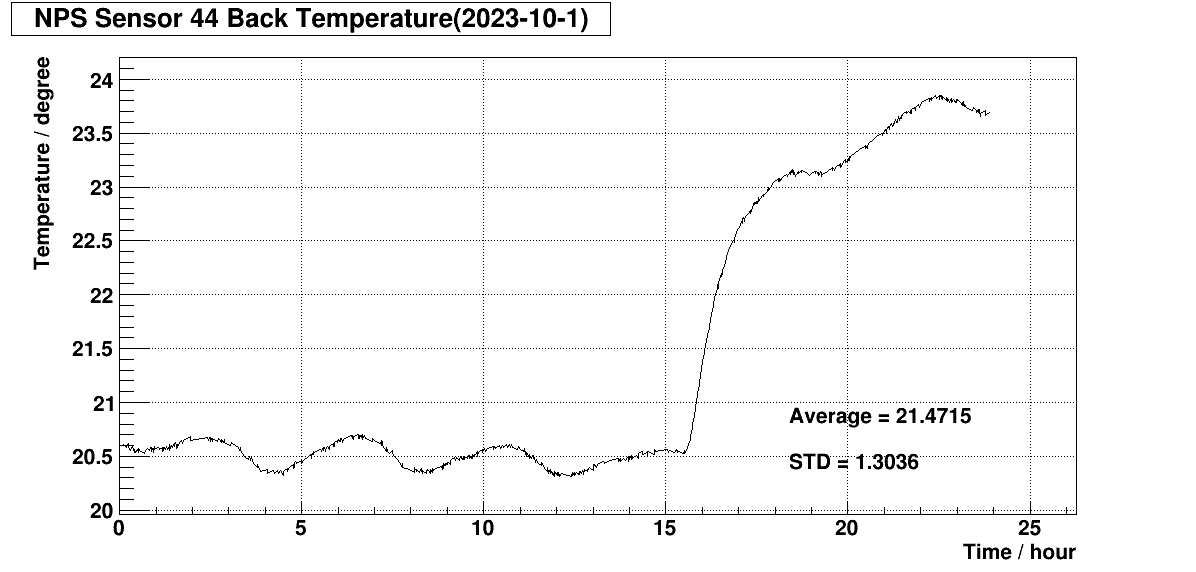 NPS Sensor 44 Back Temperature(2023-10-1)
Temperature / degree
24
23.5
23
22.5
22
21.5
21
20.5
20
Average = 21.4715
STD = 1.3036
0 5 10 15 20 25
Time / hour